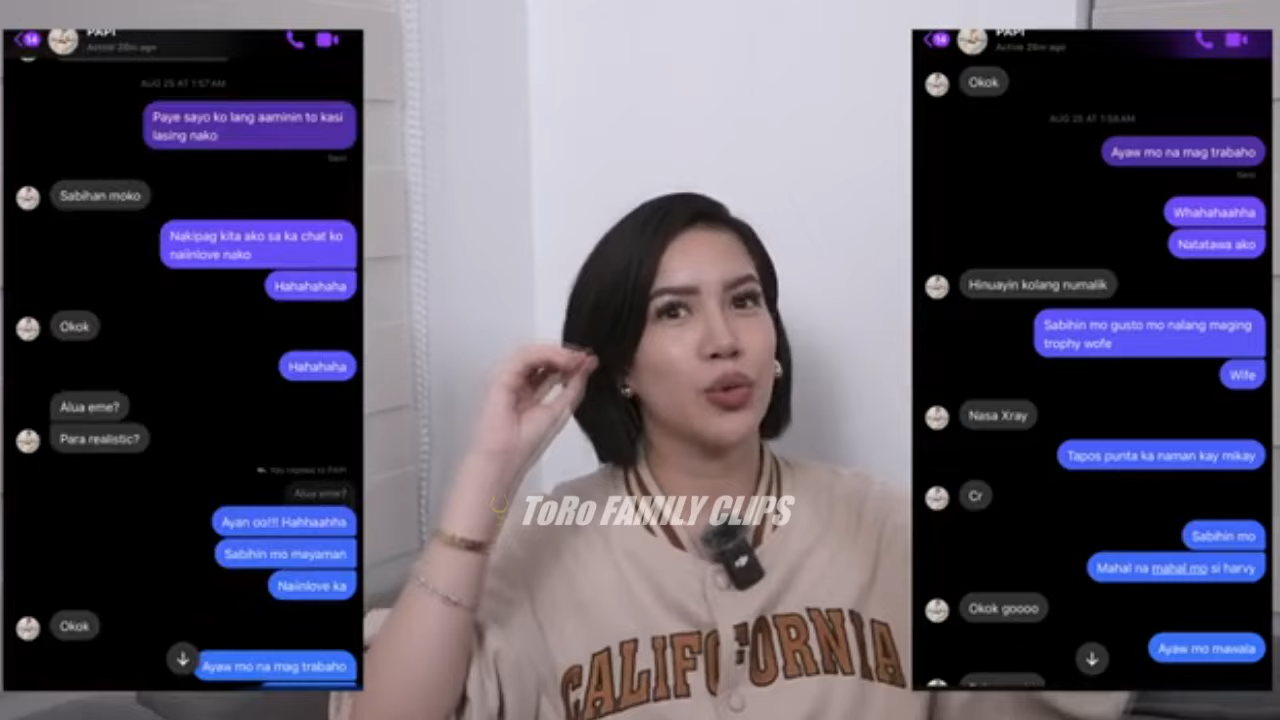 14
PAPI
Active 20m ago
AUG 25 AT 1:57 AM
Paye sayo ko lang aaminin to kasi
lasing nako
Sent
Sabihan moko
Nakipag kita ako sa ka chat ko
naiinlove nako
Hahahahaha
Okok
Hahahaha
Alua eme?
Para realistic?
You replied to PAPI
Alua eme?
Ayan oo!!! Hahhaahha
Sabihin mo mayaman
Naiinlove ka
Okok
Ayaw mo na mag trabaho
14
PAPI
Active 20m ago
Okok
AUG 25 AT 1:58 AM
Ayaw mo na mag trabaho
Sent
Whahahaahha
Natatawa ako
Hinuayin kolang numalik
Sabihin mo gusto mo nalang maging
trophy wofe
Wife
Nasa Xray
Tapos punta ka naman kay mikay
Cr
Sabihin mo
Mahal na mahal mo si harvy
Okok goooo
Ayaw mo mawala
ToRo FAMILY CLIPS
CALIFORNIA